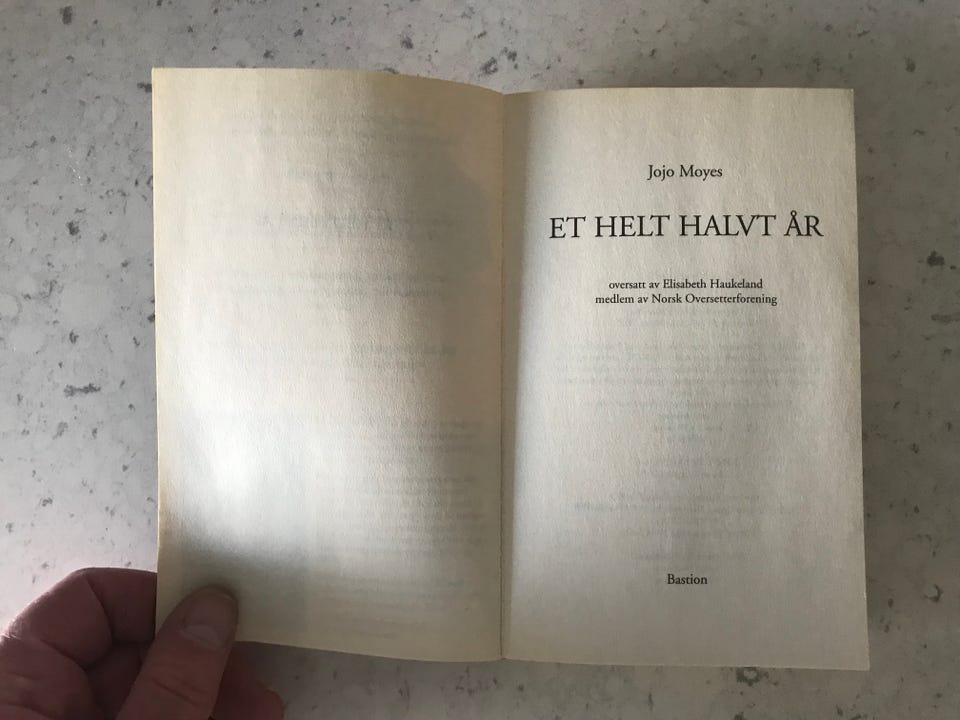 Jojo Moyes
ET HELT HALVT ÅR
oversatt av Elisabeth Haukeland
medlem av Norsk Oversetterforening
Bastion